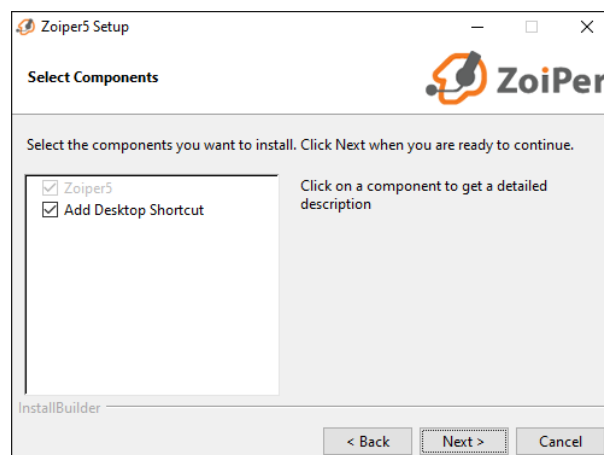 Zoiper5 Setup
Select Components
ZoiPer
Select the components you want to install. Click Next when you are ready to continue.
Zoiper5
Add Desktop Shortcut
Click on a component to get a detailed
description
InstallBuilder
< Back
Next >
Cancel